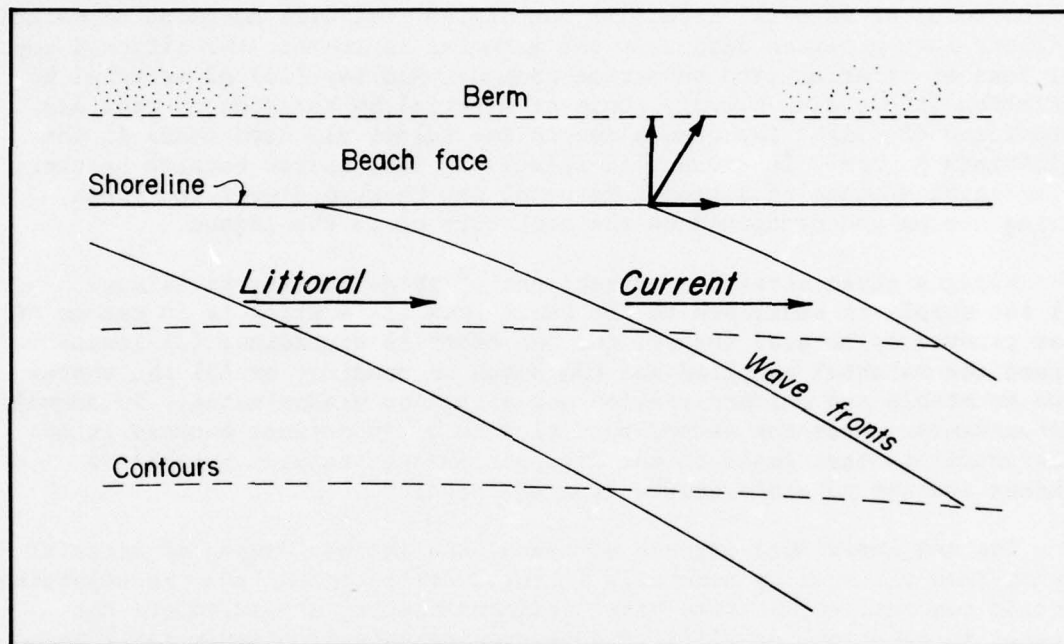 Berm
Beach face
Shoreline
Littoral
Current
Wave fronts
Contours